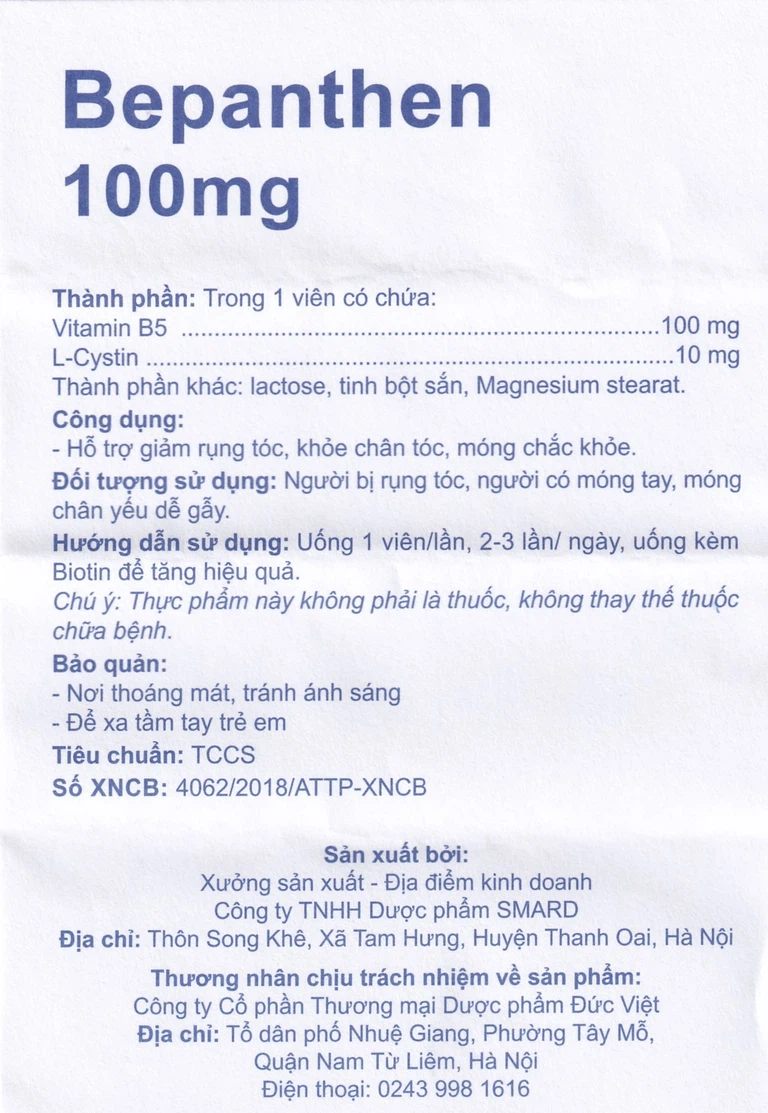 Bepanthen
100mg
Thành phần: Trong 1 viên có chứa:
Vitamin B5 ........................................................................100 mg
L-Cystin ...............................................................................10 mg
Thành phần khác: lactose, tinh bột sắn, Magnesium stearat.
Công dụng:
- Hỗ trợ giảm rụng tóc, khỏe chân tóc, móng chắc khỏe.
Đối tượng sử dụng: Người bị rụng tóc, người có móng tay, móng
chân yếu dễ gẫy.
Hướng dẫn sử dụng: Uống 1 viên/lần, 2-3 lần/ ngày, uống kèm
Biotin để tăng hiệu quả.
Chú ý: Thực phẩm này không phải là thuốc, không thay thế thuốc
chữa bệnh.
Bảo quản:
- Nơi thoáng mát, tránh ánh sáng
- Để xa tầm tay trẻ em
Tiêu chuẩn: TCCS
Số XNCB: 4062/2018/ATTP-XNCB
Sản xuất bởi:
Xưởng sản xuất - Địa điểm kinh doanh
Công ty TNHH Dược phẩm SMARD
Địa chỉ: Thôn Song Khê, Xã Tam Hưng, Huyện Thanh Oai, Hà Nội
Thương nhân chịu trách nhiệm về sản phẩm:
Công ty Cổ phần Thương mại Dược phẩm Đức Việt
Địa chỉ: Tổ dân phố Nhuệ Giang, Phường Tây Mỗ,
Quận Nam Từ Liêm, Hà Nội
Điện thoại: 0243 998 1616